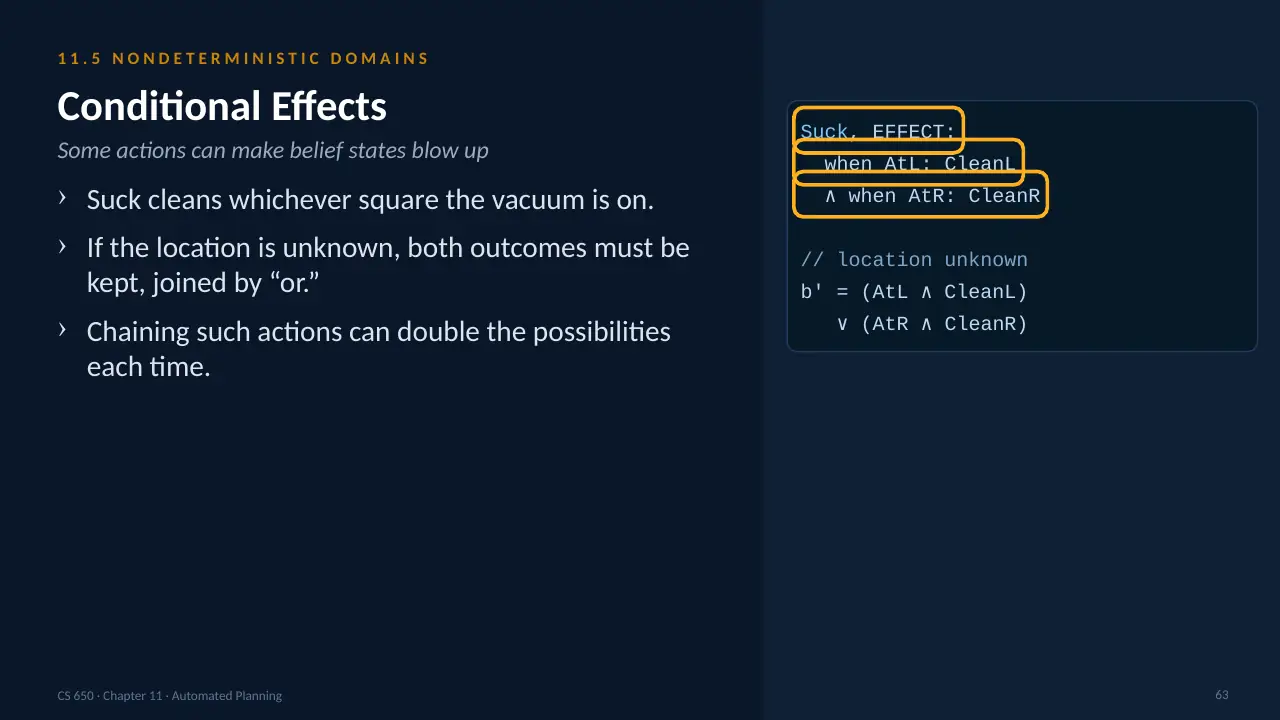 11.5 NONDETERMINISTIC DOMAINS
Conditional Effects
Some actions can make belief states blow up
› Suck cleans whichever square the vacuum is on.
› If the location is unknown, both outcomes must be
kept, joined by “or.”
› Chaining such actions can double the possibilities
each time.
Suck, EFFECT:
when AtL: CleanL
∧ when AtR: CleanR
// location unknown
b' = (AtL ∧ CleanL)
∨ (AtR ∧ CleanR)
CS 650 · Chapter 11 · Automated Planning
63